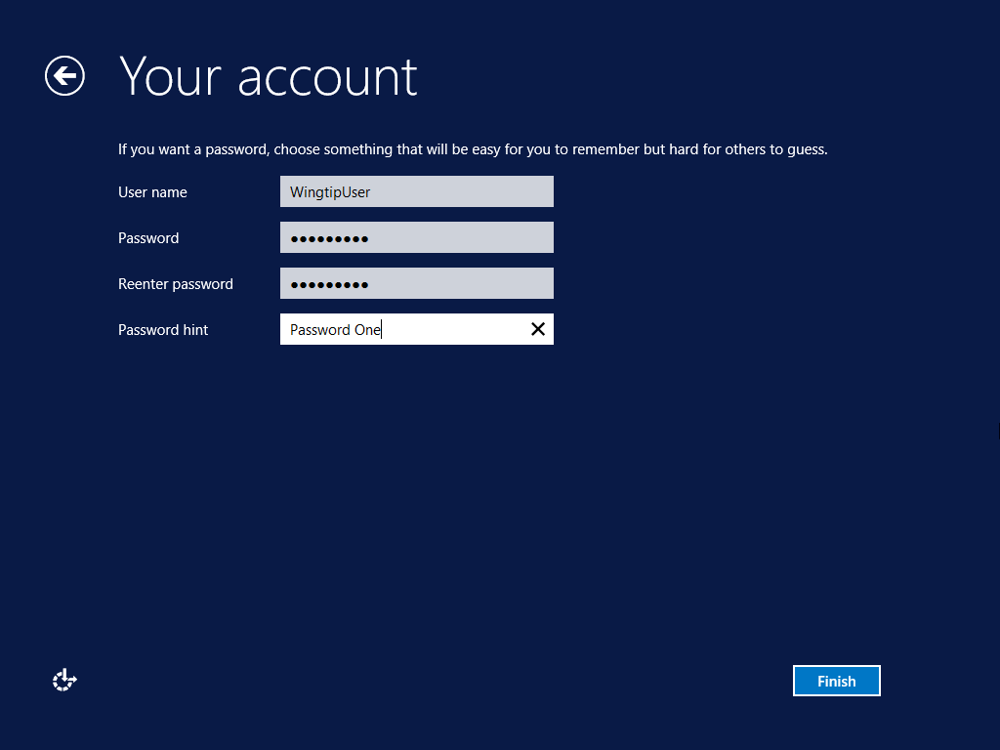 Your account
If you want a password, choose something that will be easy for you to remember but hard for others to guess.
User name WingtipUser
Password •••••••••
Reenter password •••••••••
Password hint Password One
Finish